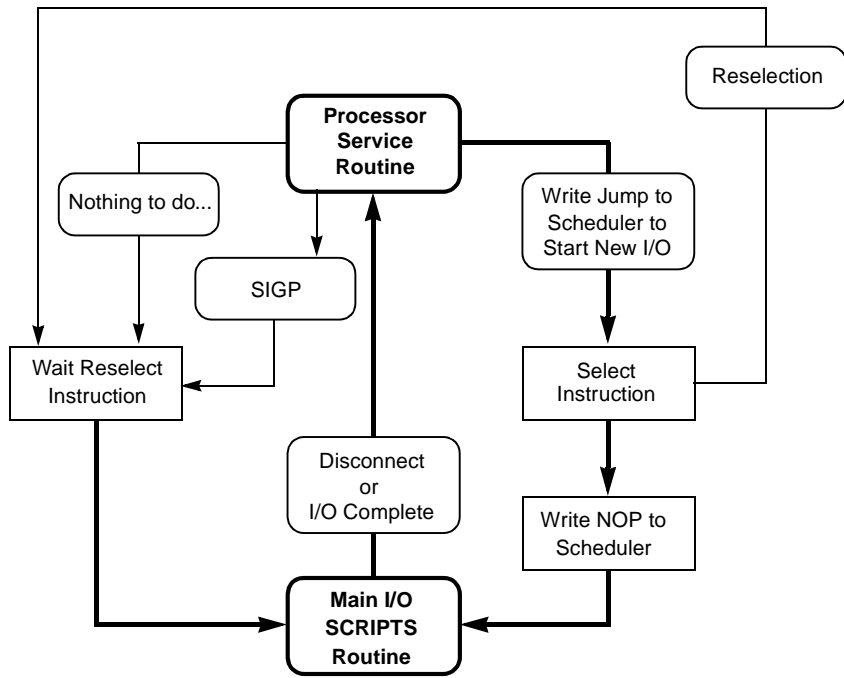 Reselection
Processor
Service
Routine
Nothing to do...
Write Jump to
Scheduler to
Start New I/O
SIGP
Wait Reselect
Instruction
Select
Instruction
Disconnect
or
I/O Complete
Write NOP to
Scheduler
Main I/O
SCRIPTS
Routine